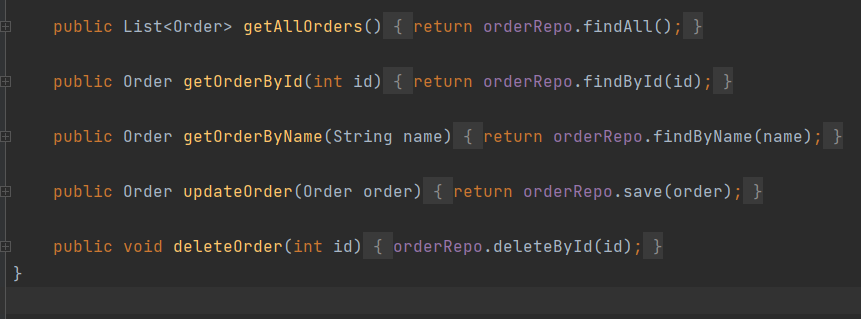 public List<Order> getAllOrders() { return orderRepo.findAll(); }
public Order getOrderById(int id) { return orderRepo.findById(id); }
public Order getOrderByName(String name) { return orderRepo.findByName(name); }
public Order updateOrder(Order order) { return orderRepo.save(order); }
public void deleteOrder(int id) { orderRepo.deleteById(id); }
}